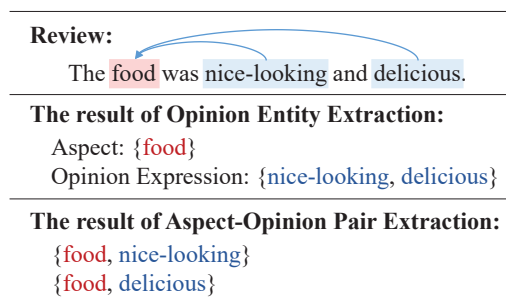 Review:
The food was nice-looking and delicious.
The result of Opinion Entity Extraction:
Aspect: {food}
Opinion Expression: {nice-looking, delicious}
The result of Aspect-Opinion Pair Extraction:
{food, nice-looking}
{food, delicious}